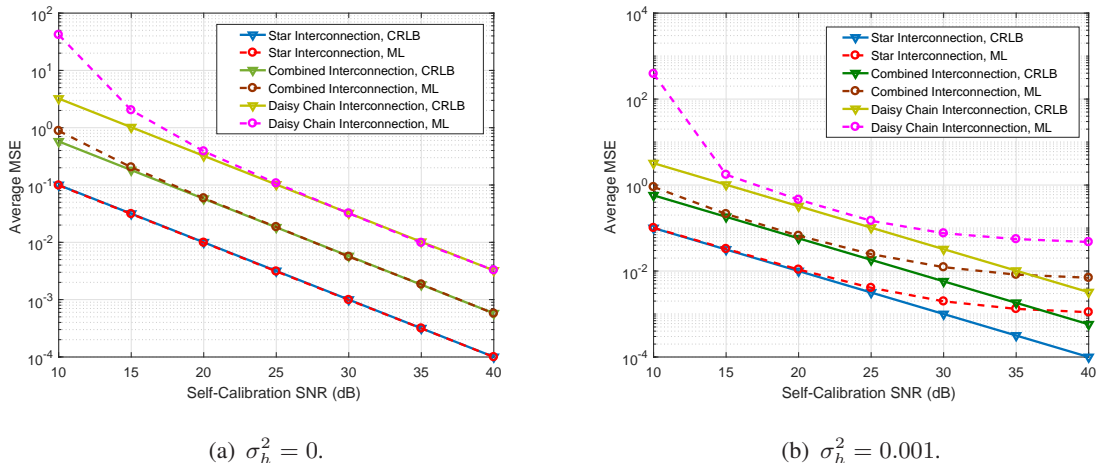 10^2
10^1
10^0
10^-1
10^-2
10^-3
10^-4
Average MSE
10 15 20 25 30 35 40
Self-Calibration SNR (dB)
Star Interconnection, CRLB
Star Interconnection, ML
Combined Interconnection, CRLB
Combined Interconnection, ML
Daisy Chain Interconnection, CRLB
Daisy Chain Interconnection, ML
(a) σ_h^2 = 0.
10^4
10^2
10^0
10^-2
10^-4
Average MSE
10 15 20 25 30 35 40
Self-Calibration SNR (dB)
Star Interconnection, CRLB
Star Interconnection, ML
Combined Interconnection, CRLB
Combined Interconnection, ML
Daisy Chain Interconnection, CRLB
Daisy Chain Interconnection, ML
(b) σ_h^2 = 0.001.